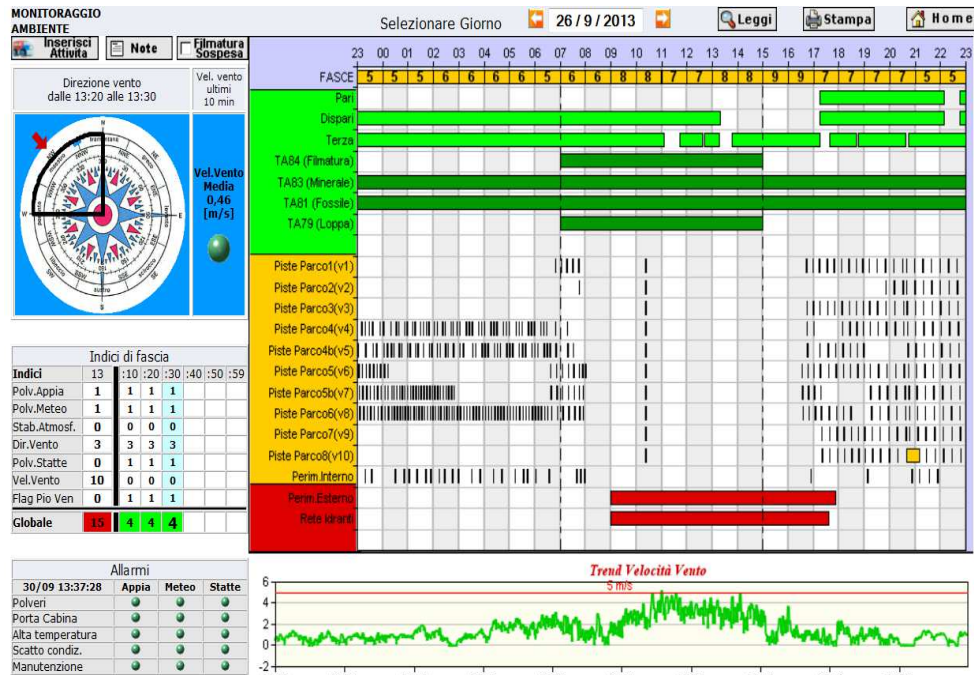 MONITORAGGIO
AMBIENTE
Selezionare Giorno 26 / 9 / 2013 Leggi Stampa Home
Inserisci
Attività
Note
Filmatura
Sospesa
23 00 01 02 03 04 05 06 07 08 09 10 11 12 13 14 15 16 17 18 19 20 21 22 23
FASCE 5 5 5 6 6 6 6 5 6 6 8 8 7 7 8 8 9 9 7 7 7 7 5 5
Direzione vento
dalle 13:20 alle 13:30
Vel. vento
ultimi
10 min
Vel.Vento
Media
0,46
[m/s]
Pari
Dispari
Terza
TA84 (Filmatura)
TA83 (Minerale)
TA81 (Fossile)
TA79 (Loppa)
Piste Parco1(v1)
Piste Parco2(v2)
Piste Parco3(v3)
Piste Parco4(v4)
Piste Parco4b(v5)
Piste Parco5(v6)
Piste Parco5b(v7)
Piste Parco6(v8)
Piste Parco7(v9)
Piste Parco8(v10)
Perim.Interno
Perim.Esterno
Rete idranti
Indici di fascia
Indici 13 :10 :20 :30 :40 :50 :59
Polv.Appia 1 1 1 1
Polv.Meteo 1 1 1 1
Stab.Atmosf. 0 0 0 0
Dir.Vento 3 3 3 3
Polv.Statte 0 1 1 1
Vel.Vento 10 0 0 0
Flag Pio Ven 0 1 1 1
Globale 15 4 4 4
Allarmi
30/09 13:37:28 Appia Meteo Statte
Polveri
Porta Cabina
Alta temperatura
Scatto condiz.
Manutenzione
Trend Velocità Vento
5 m/s
6
4
2
0
-2